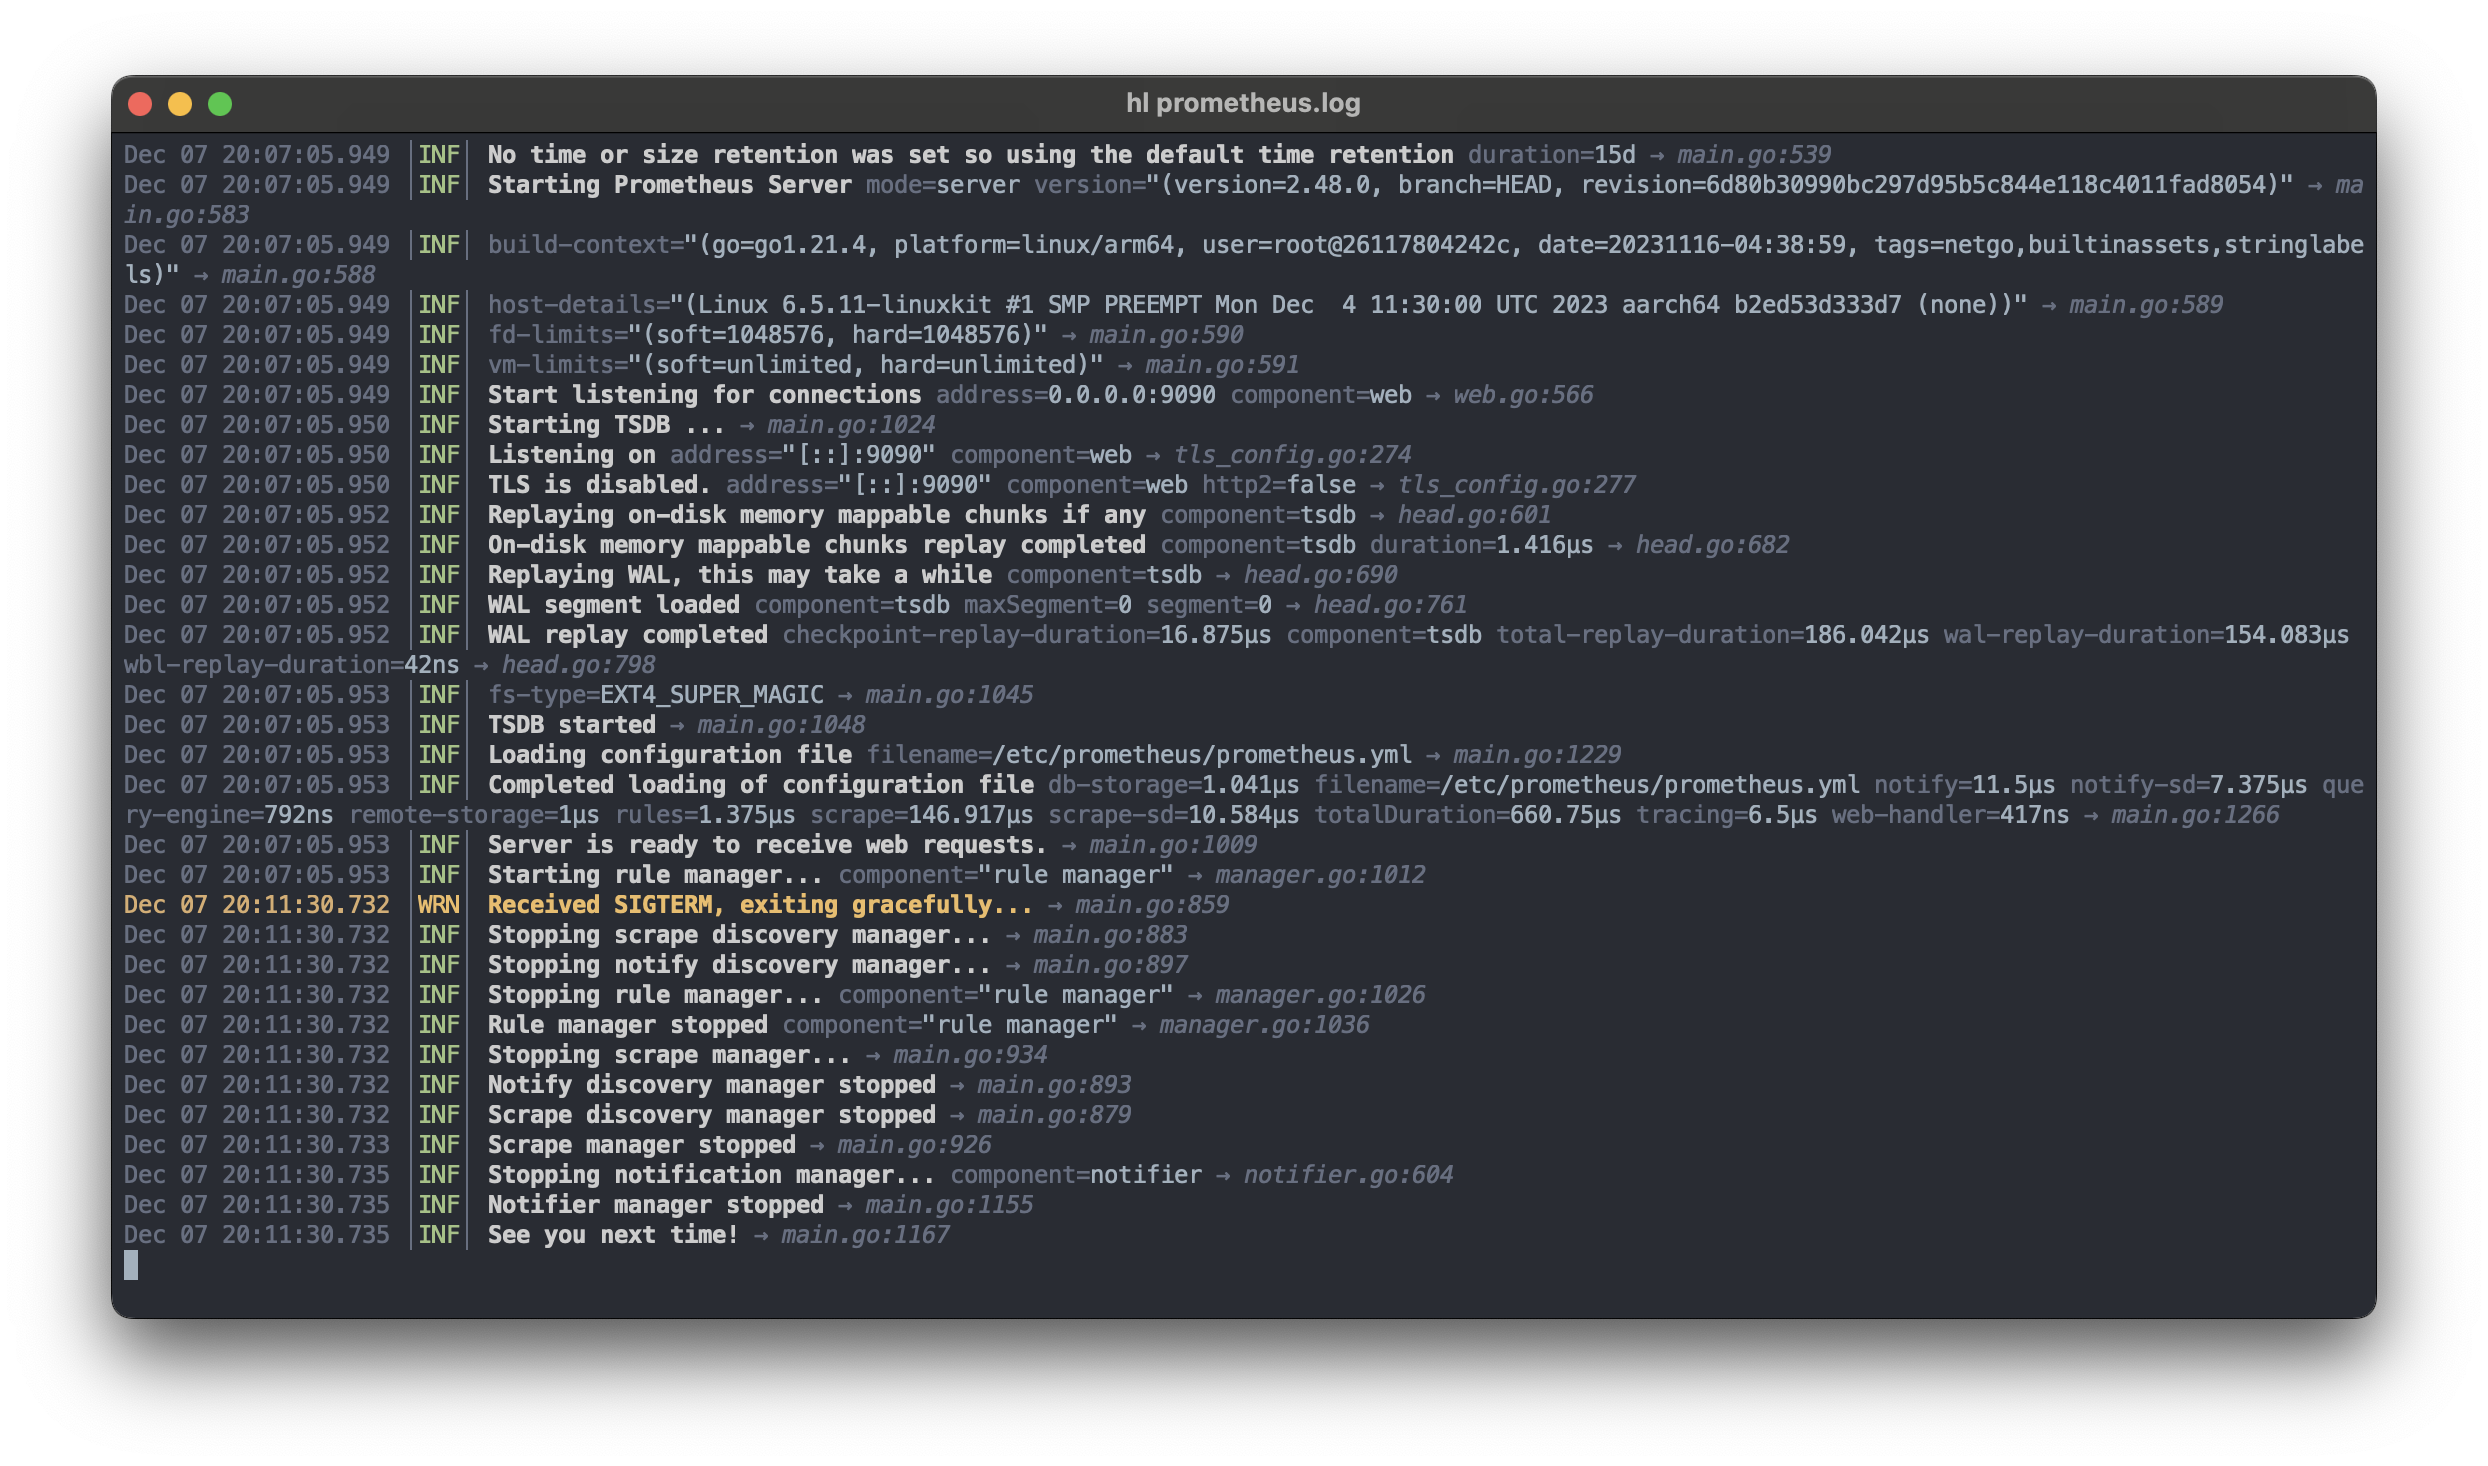 hl prometheus.log
Dec 07 20:07:05.949 |INF| No time or size retention was set so using the default time retention duration=15d → main.go:539
Dec 07 20:07:05.949 |INF| Starting Prometheus Server mode=server version="(version=2.48.0, branch=HEAD, revision=6d80b30990bc297d95b5c844e118c4011fad8054)" → ma
in.go:583
Dec 07 20:07:05.949 |INF| build-context="(go=go1.21.4, platform=linux/arm64, user=root@26117804242c, date=20231116-04:38:59, tags=netgo,builtinassets,stringlabe
ls)" → main.go:588
Dec 07 20:07:05.949 |INF| host-details="(Linux 6.5.11-linuxkit #1 SMP PREEMPT Mon Dec  4 11:30:00 UTC 2023 aarch64 b2ed53d333d7 (none))" → main.go:589
Dec 07 20:07:05.949 |INF| fd-limits="(soft=1048576, hard=1048576)" → main.go:590
Dec 07 20:07:05.949 |INF| vm-limits="(soft=unlimited, hard=unlimited)" → main.go:591
Dec 07 20:07:05.949 |INF| Start listening for connections address=0.0.0.0:9090 component=web → web.go:566
Dec 07 20:07:05.950 |INF| Starting TSDB ... → main.go:1024
Dec 07 20:07:05.950 |INF| Listening on address="[::]:9090" component=web → tls_config.go:274
Dec 07 20:07:05.950 |INF| TLS is disabled. address="[::]:9090" component=web http2=false → tls_config.go:277
Dec 07 20:07:05.952 |INF| Replaying on-disk memory mappable chunks if any component=tsdb → head.go:601
Dec 07 20:07:05.952 |INF| On-disk memory mappable chunks replay completed component=tsdb duration=1.416µs → head.go:682
Dec 07 20:07:05.952 |INF| Replaying WAL, this may take a while component=tsdb → head.go:690
Dec 07 20:07:05.952 |INF| WAL segment loaded component=tsdb maxSegment=0 segment=0 → head.go:761
Dec 07 20:07:05.952 |INF| WAL replay completed checkpoint-replay-duration=16.875µs component=tsdb total-replay-duration=186.042µs wal-replay-duration=154.083µs
wbl-replay-duration=42ns → head.go:798
Dec 07 20:07:05.953 |INF| fs-type=EXT4_SUPER_MAGIC → main.go:1045
Dec 07 20:07:05.953 |INF| TSDB started → main.go:1048
Dec 07 20:07:05.953 |INF| Loading configuration file filename=/etc/prometheus/prometheus.yml → main.go:1229
Dec 07 20:07:05.953 |INF| Completed loading of configuration file db-storage=1.041µs filename=/etc/prometheus/prometheus.yml notify=11.5µs notify-sd=7.375µs que
ry-engine=792ns remote-storage=1µs rules=1.375µs scrape=146.917µs scrape-sd=10.584µs totalDuration=660.75µs tracing=6.5µs web-handler=417ns → main.go:1266
Dec 07 20:07:05.953 |INF| Server is ready to receive web requests. → main.go:1009
Dec 07 20:07:05.953 |INF| Starting rule manager... component="rule manager" → manager.go:1012
Dec 07 20:11:30.732 |WRN| Received SIGTERM, exiting gracefully... → main.go:859
Dec 07 20:11:30.732 |INF| Stopping scrape discovery manager... → main.go:883
Dec 07 20:11:30.732 |INF| Stopping notify discovery manager... → main.go:897
Dec 07 20:11:30.732 |INF| Stopping rule manager... component="rule manager" → manager.go:1026
Dec 07 20:11:30.732 |INF| Rule manager stopped component="rule manager" → manager.go:1036
Dec 07 20:11:30.732 |INF| Stopping scrape manager... → main.go:934
Dec 07 20:11:30.732 |INF| Notify discovery manager stopped → main.go:893
Dec 07 20:11:30.732 |INF| Scrape discovery manager stopped → main.go:879
Dec 07 20:11:30.733 |INF| Scrape manager stopped → main.go:926
Dec 07 20:11:30.735 |INF| Stopping notification manager... component=notifier → notifier.go:604
Dec 07 20:11:30.735 |INF| Notifier manager stopped → main.go:1155
Dec 07 20:11:30.735 |INF| See you next time! → main.go:1167